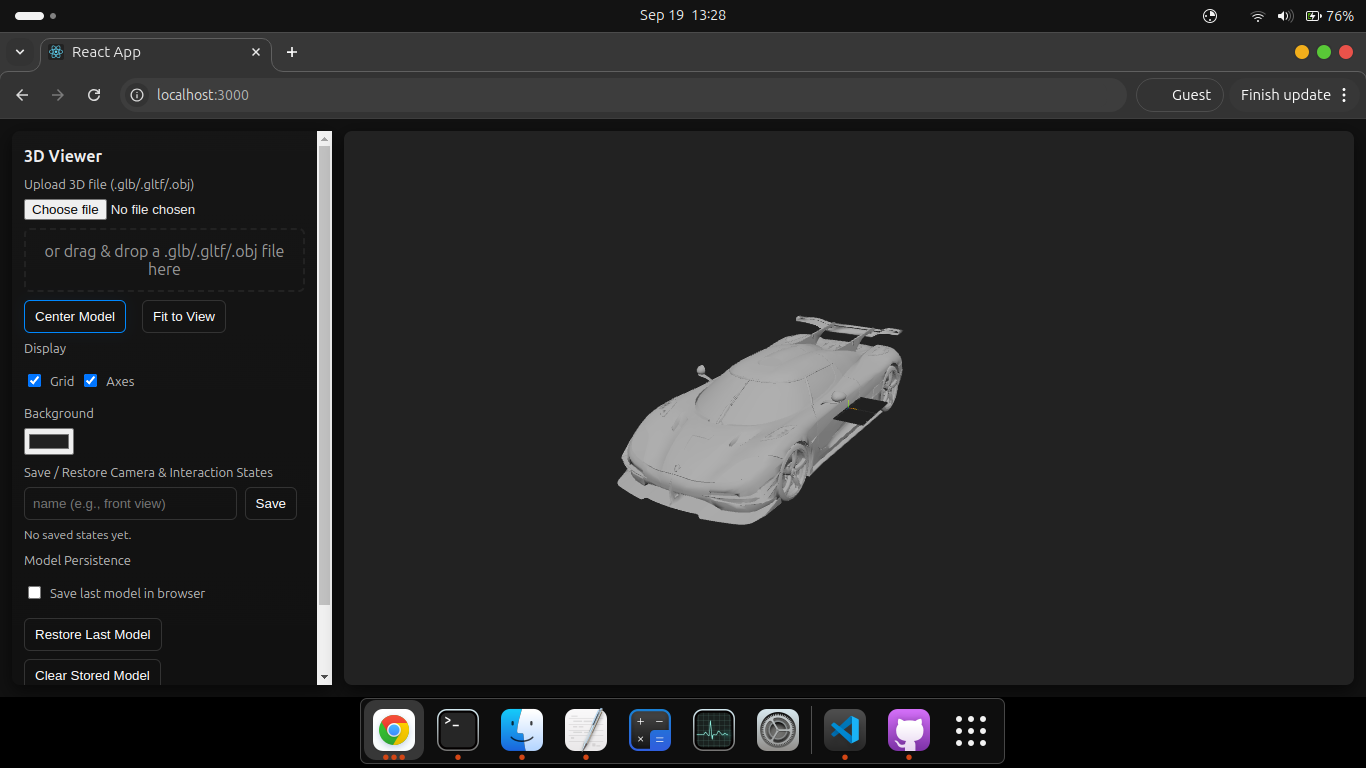 Sep 19 13:28
76%
React App
localhost:3000
Guest
Finish update
3D Viewer
Upload 3D file (.glb/.gltf/.obj)
Choose file No file chosen
or drag & drop a .glb/.gltf/.obj file
here
Center Model
Fit to View
Display
Grid
Axes
Background
Save / Restore Camera & Interaction States
name (e.g., front view)
Save
No saved states yet.
Model Persistence
Save last model in browser
Restore Last Model
Clear Stored Model